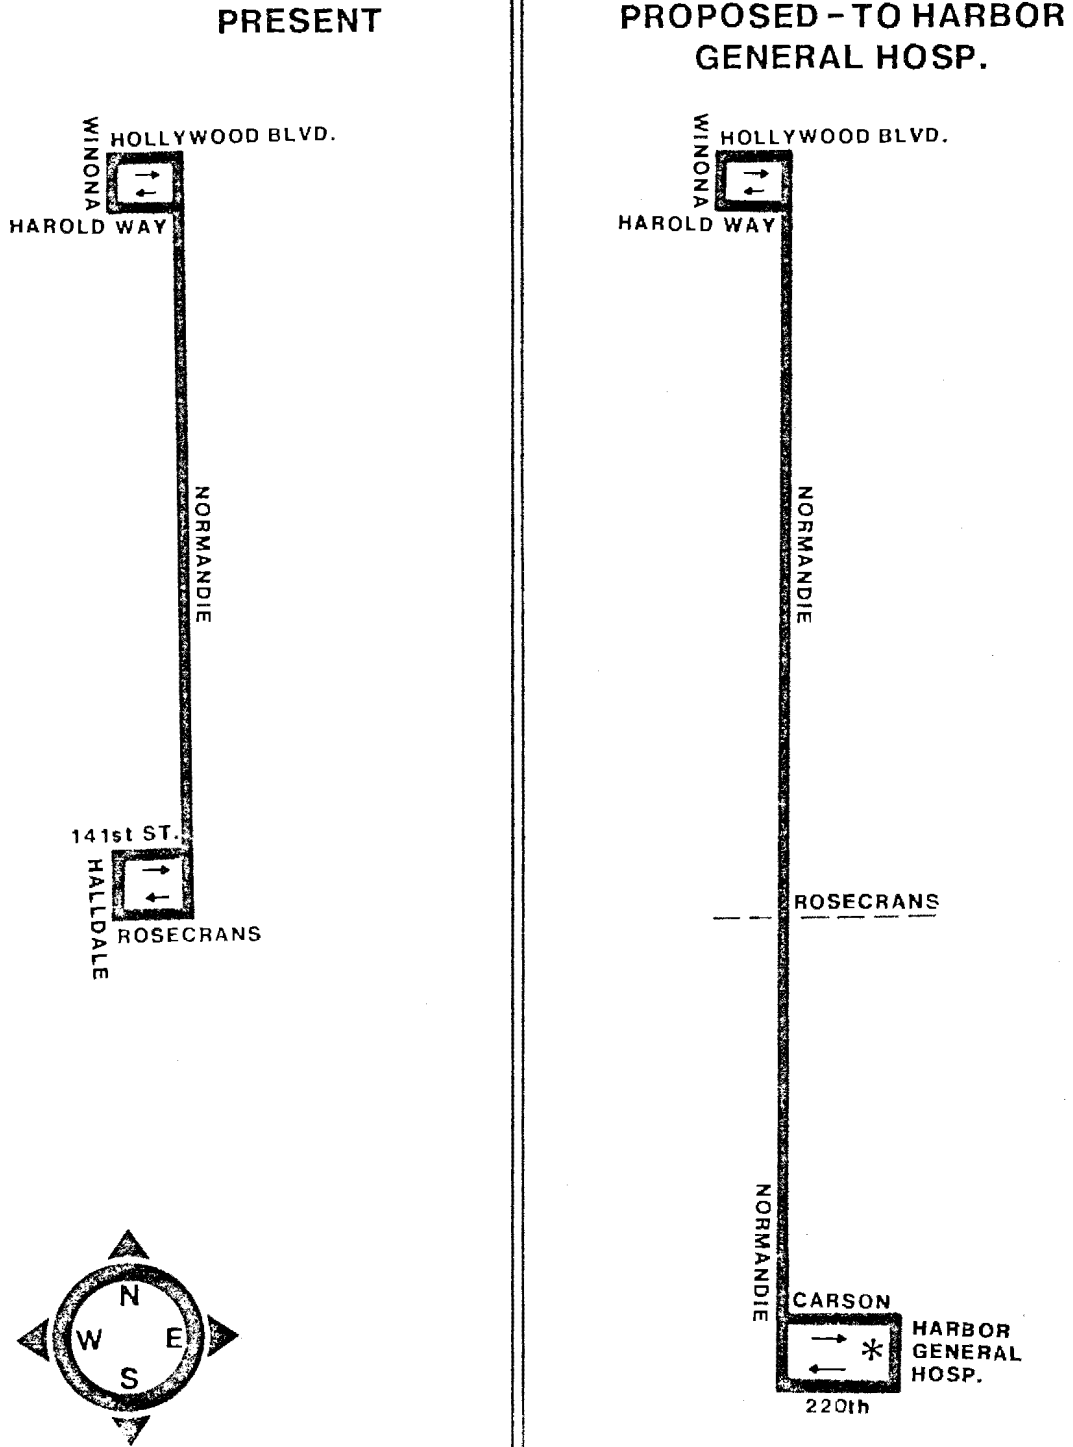 PRESENT
WINONA
HOLLYWOOD BLVD.
HAROLD WAY
NORMANDIE
141st ST.
HALLDALE
ROSECRANS
N
W E
S
PROPOSED – TO HARBOR
GENERAL HOSP.
WINONA
HOLLYWOOD BLVD.
HAROLD WAY
NORMANDIE
ROSECRANS
NORMANDIE
CARSON
*
HARBOR
GENERAL
HOSP.
220th